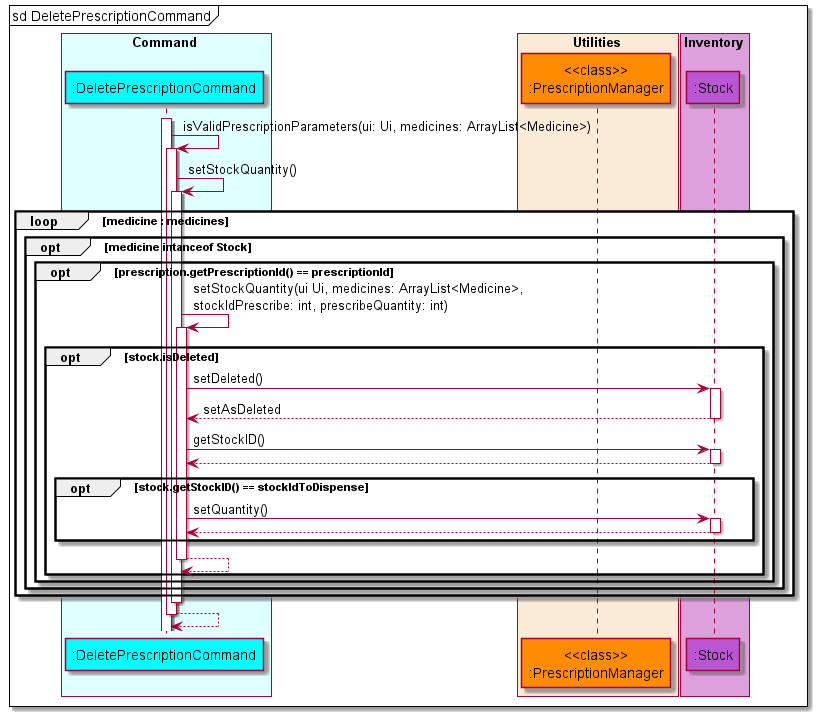 sd DeletePrescriptionCommand
Command
Utilities
Inventory
:DeletePrescriptionCommand
<<class>>
:PrescriptionManager
:Stock
isValidPrescriptionParameters(ui: Ui, medicines: ArrayList<Medicine>)
setStockQuantity()
loop [medicine : medicines]
opt [medicine intanceof Stock]
opt [prescription.getPrescriptionId() == prescriptionId]
setStockQuantity(ui Ui, medicines: ArrayList<Medicine>,
stockIdPrescribe: int, prescribeQuantity: int)
opt [stock.isDeleted]
setDeleted()
setAsDeleted
getStockID()
opt [stock.getStockID() == stockIdToDispense]
setQuantity()
:DeletePrescriptionCommand
<<class>>
:PrescriptionManager
:Stock